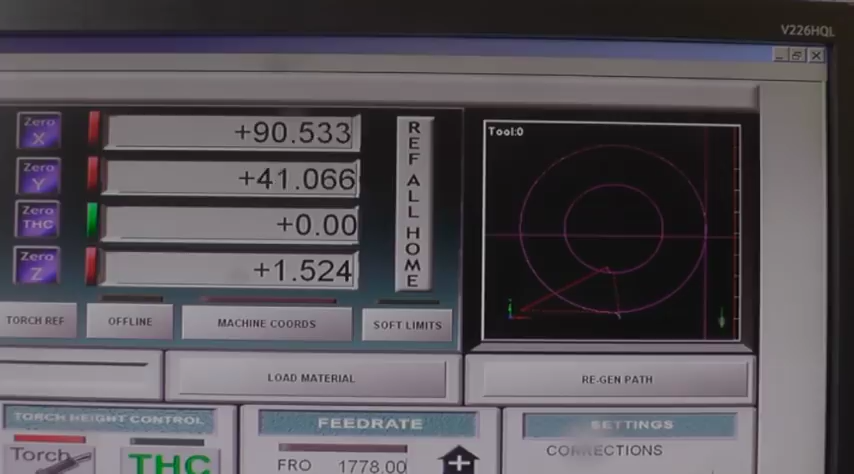 V226HQL
Zero X +90.533
Zero Y +41.066
Zero THC +0.00
Zero Z +1.524
REF ALL HOME
Tool:0
TORCH REF
OFFLINE
MACHINE COORDS
SOFT LIMITS
LOAD MATERIAL
RE-GEN PATH
TORCH HEIGHT CONTROL
FEEDRATE
SETTINGS
Torch
THC
FRO 1778.00
+
CORRECTIONS